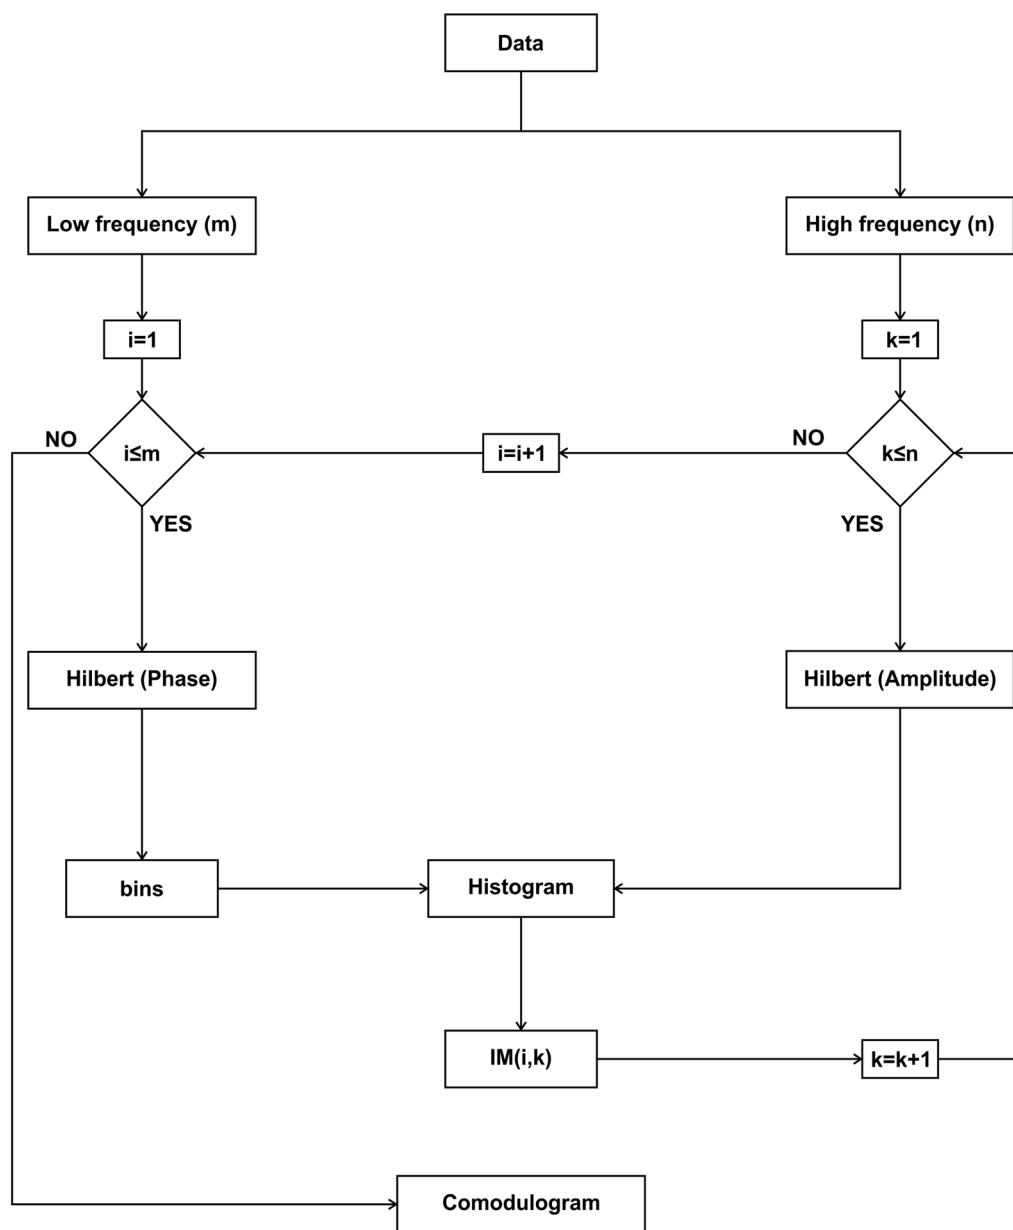 Data
Low frequency (m)
High frequency (n)
i=1
k=1
NO
i≤m
i=i+1
NO
k≤n
YES
YES
Hilbert (Phase)
Hilbert (Amplitude)
bins
Histogram
IM(i,k)
k=k+1
Comodulogram